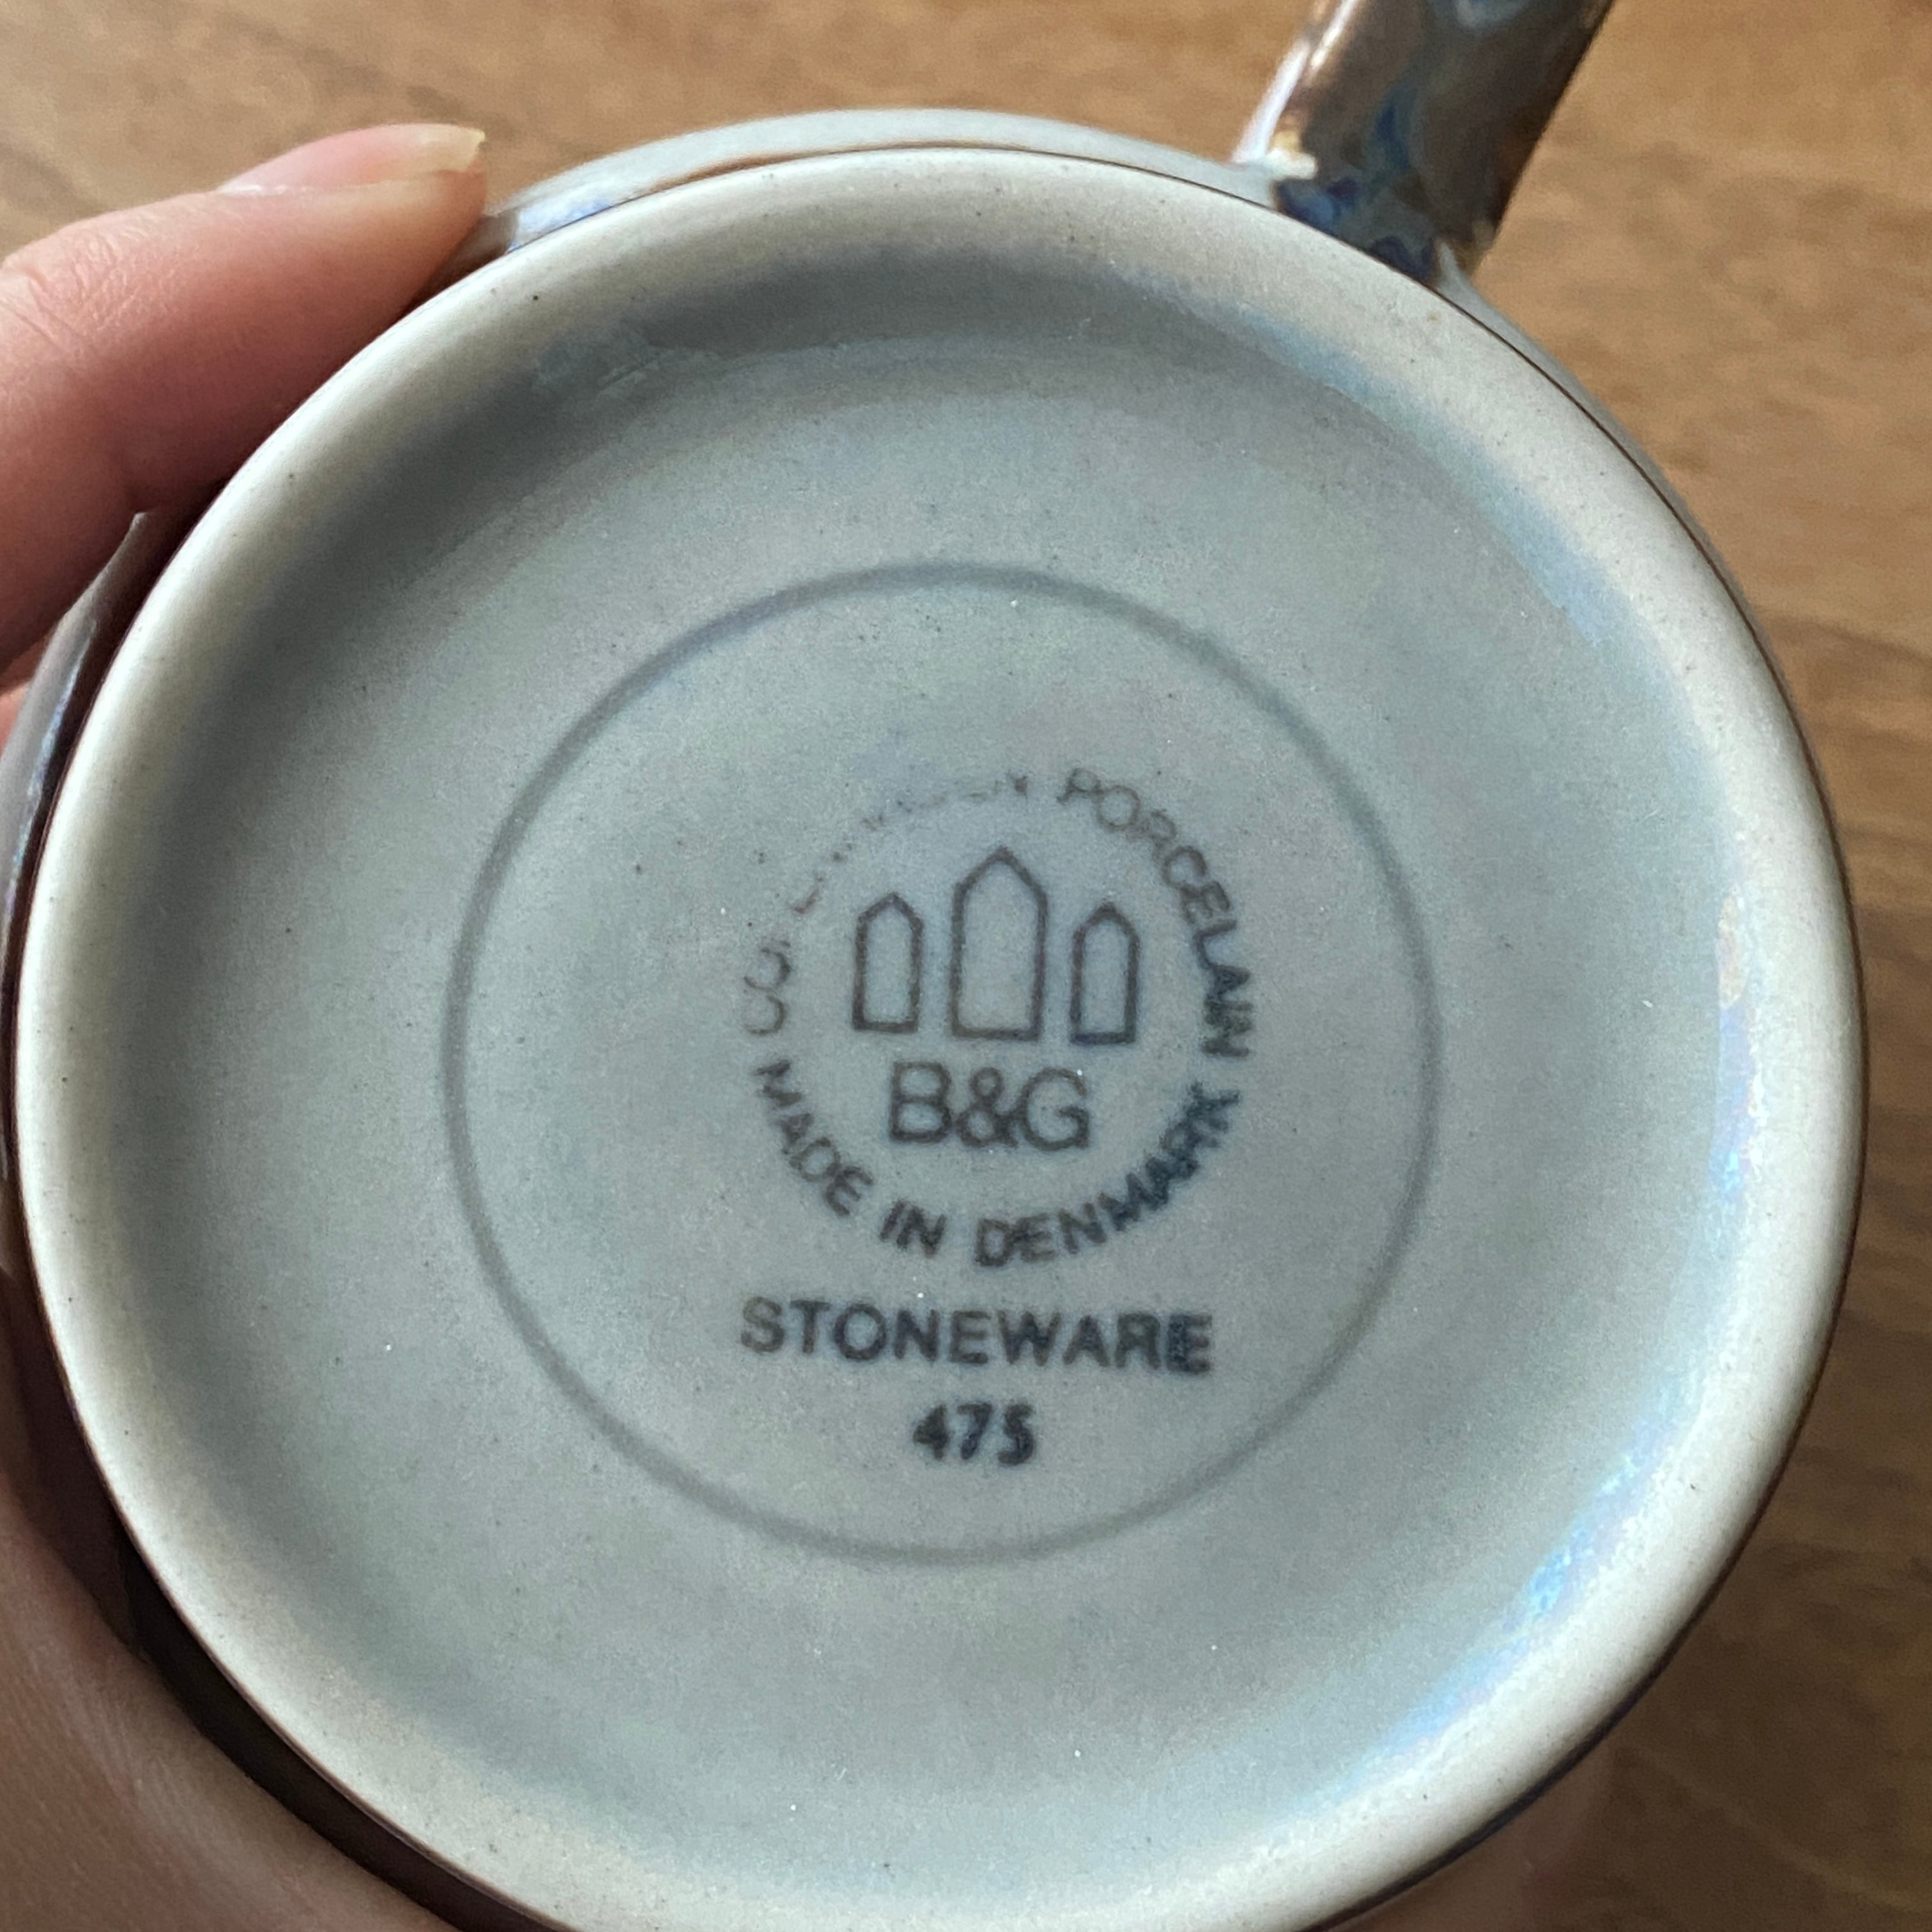 PORCELAIN
B&G
MADE IN DENMARK
STONEWARE
475